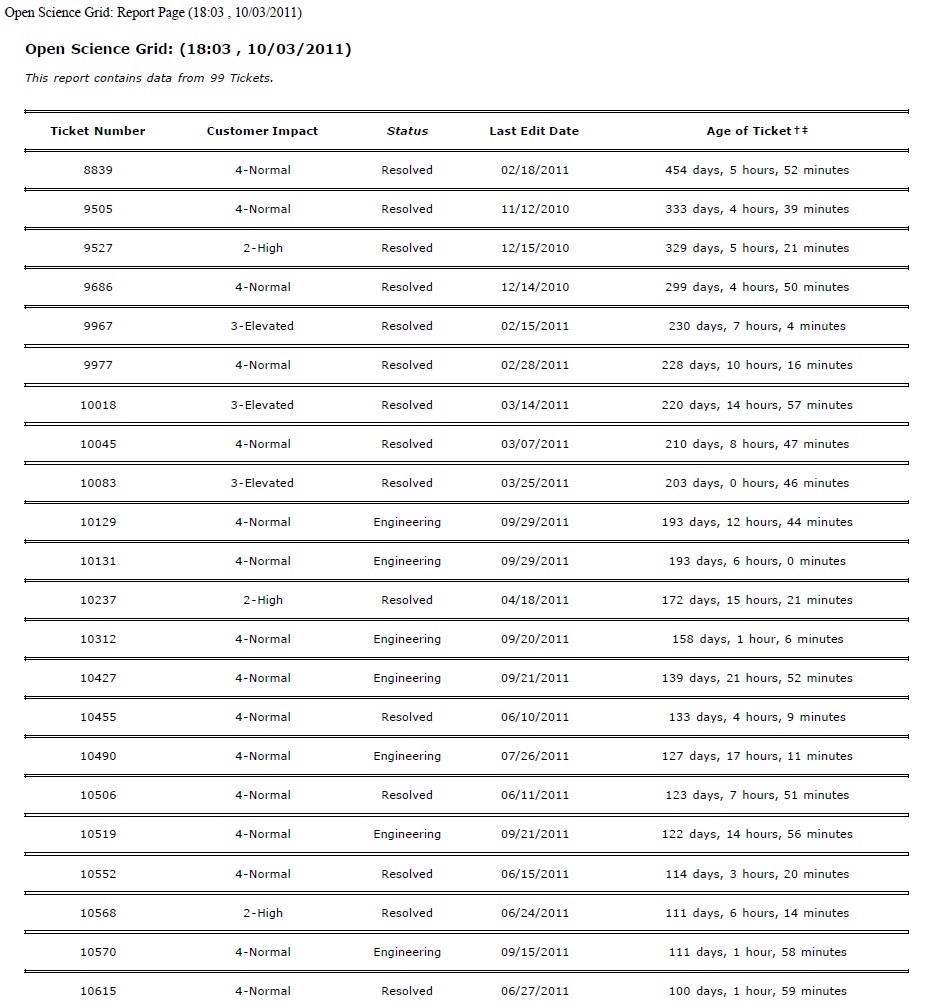 Open Science Grid: Report Page (18:03 , 10/03/2011)
Open Science Grid: (18:03 , 10/03/2011)
This report contains data from 99 Tickets.
Ticket Number Customer Impact Status Last Edit Date Age of Ticket†‡
8839 4-Normal Resolved 02/18/2011 454 days, 5 hours, 52 minutes
9505 4-Normal Resolved 11/12/2010 333 days, 4 hours, 39 minutes
9527 2-High Resolved 12/15/2010 329 days, 5 hours, 21 minutes
9686 4-Normal Resolved 12/14/2010 299 days, 4 hours, 50 minutes
9967 3-Elevated Resolved 02/15/2011 230 days, 7 hours, 4 minutes
9977 4-Normal Resolved 02/28/2011 228 days, 10 hours, 16 minutes
10018 3-Elevated Resolved 03/14/2011 220 days, 14 hours, 57 minutes
10045 4-Normal Resolved 03/07/2011 210 days, 8 hours, 47 minutes
10083 3-Elevated Resolved 03/25/2011 203 days, 0 hours, 46 minutes
10129 4-Normal Engineering 09/29/2011 193 days, 12 hours, 44 minutes
10131 4-Normal Engineering 09/29/2011 193 days, 6 hours, 0 minutes
10237 2-High Resolved 04/18/2011 172 days, 15 hours, 21 minutes
10312 4-Normal Engineering 09/20/2011 158 days, 1 hour, 6 minutes
10427 4-Normal Engineering 09/21/2011 139 days, 21 hours, 52 minutes
10455 4-Normal Resolved 06/10/2011 133 days, 4 hours, 9 minutes
10490 4-Normal Engineering 07/26/2011 127 days, 17 hours, 11 minutes
10506 4-Normal Resolved 06/11/2011 123 days, 7 hours, 51 minutes
10519 4-Normal Engineering 09/21/2011 122 days, 14 hours, 56 minutes
10552 4-Normal Resolved 06/15/2011 114 days, 3 hours, 20 minutes
10568 2-High Resolved 06/24/2011 111 days, 6 hours, 14 minutes
10570 4-Normal Engineering 09/15/2011 111 days, 1 hour, 58 minutes
10615 4-Normal Resolved 06/27/2011 100 days, 1 hour, 59 minutes